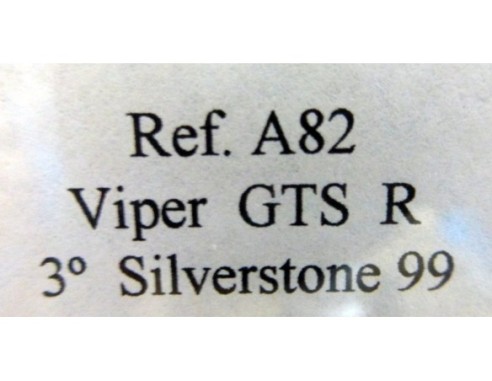 Ref. A82
Viper GTS R
3º Silverstone 99